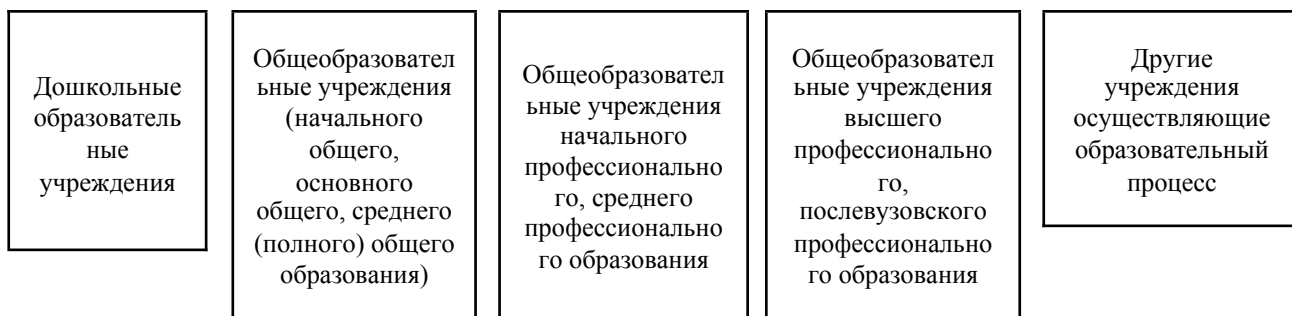 Дошкольные
образователь
ные
учреждения
Общеобразовател
ьные учреждения
(начального
общего,
основного
общего, среднего
(полного) общего
образования)
Общеобразовател
ьные учреждения
начального
профессионально
го, среднего
профессионально
го образования
Общеобразовател
ьные учреждения
высшего
профессионально
го,
послевузовского
профессионально
го образования
Другие
учреждения
осуществляющие
образовательный
процесс